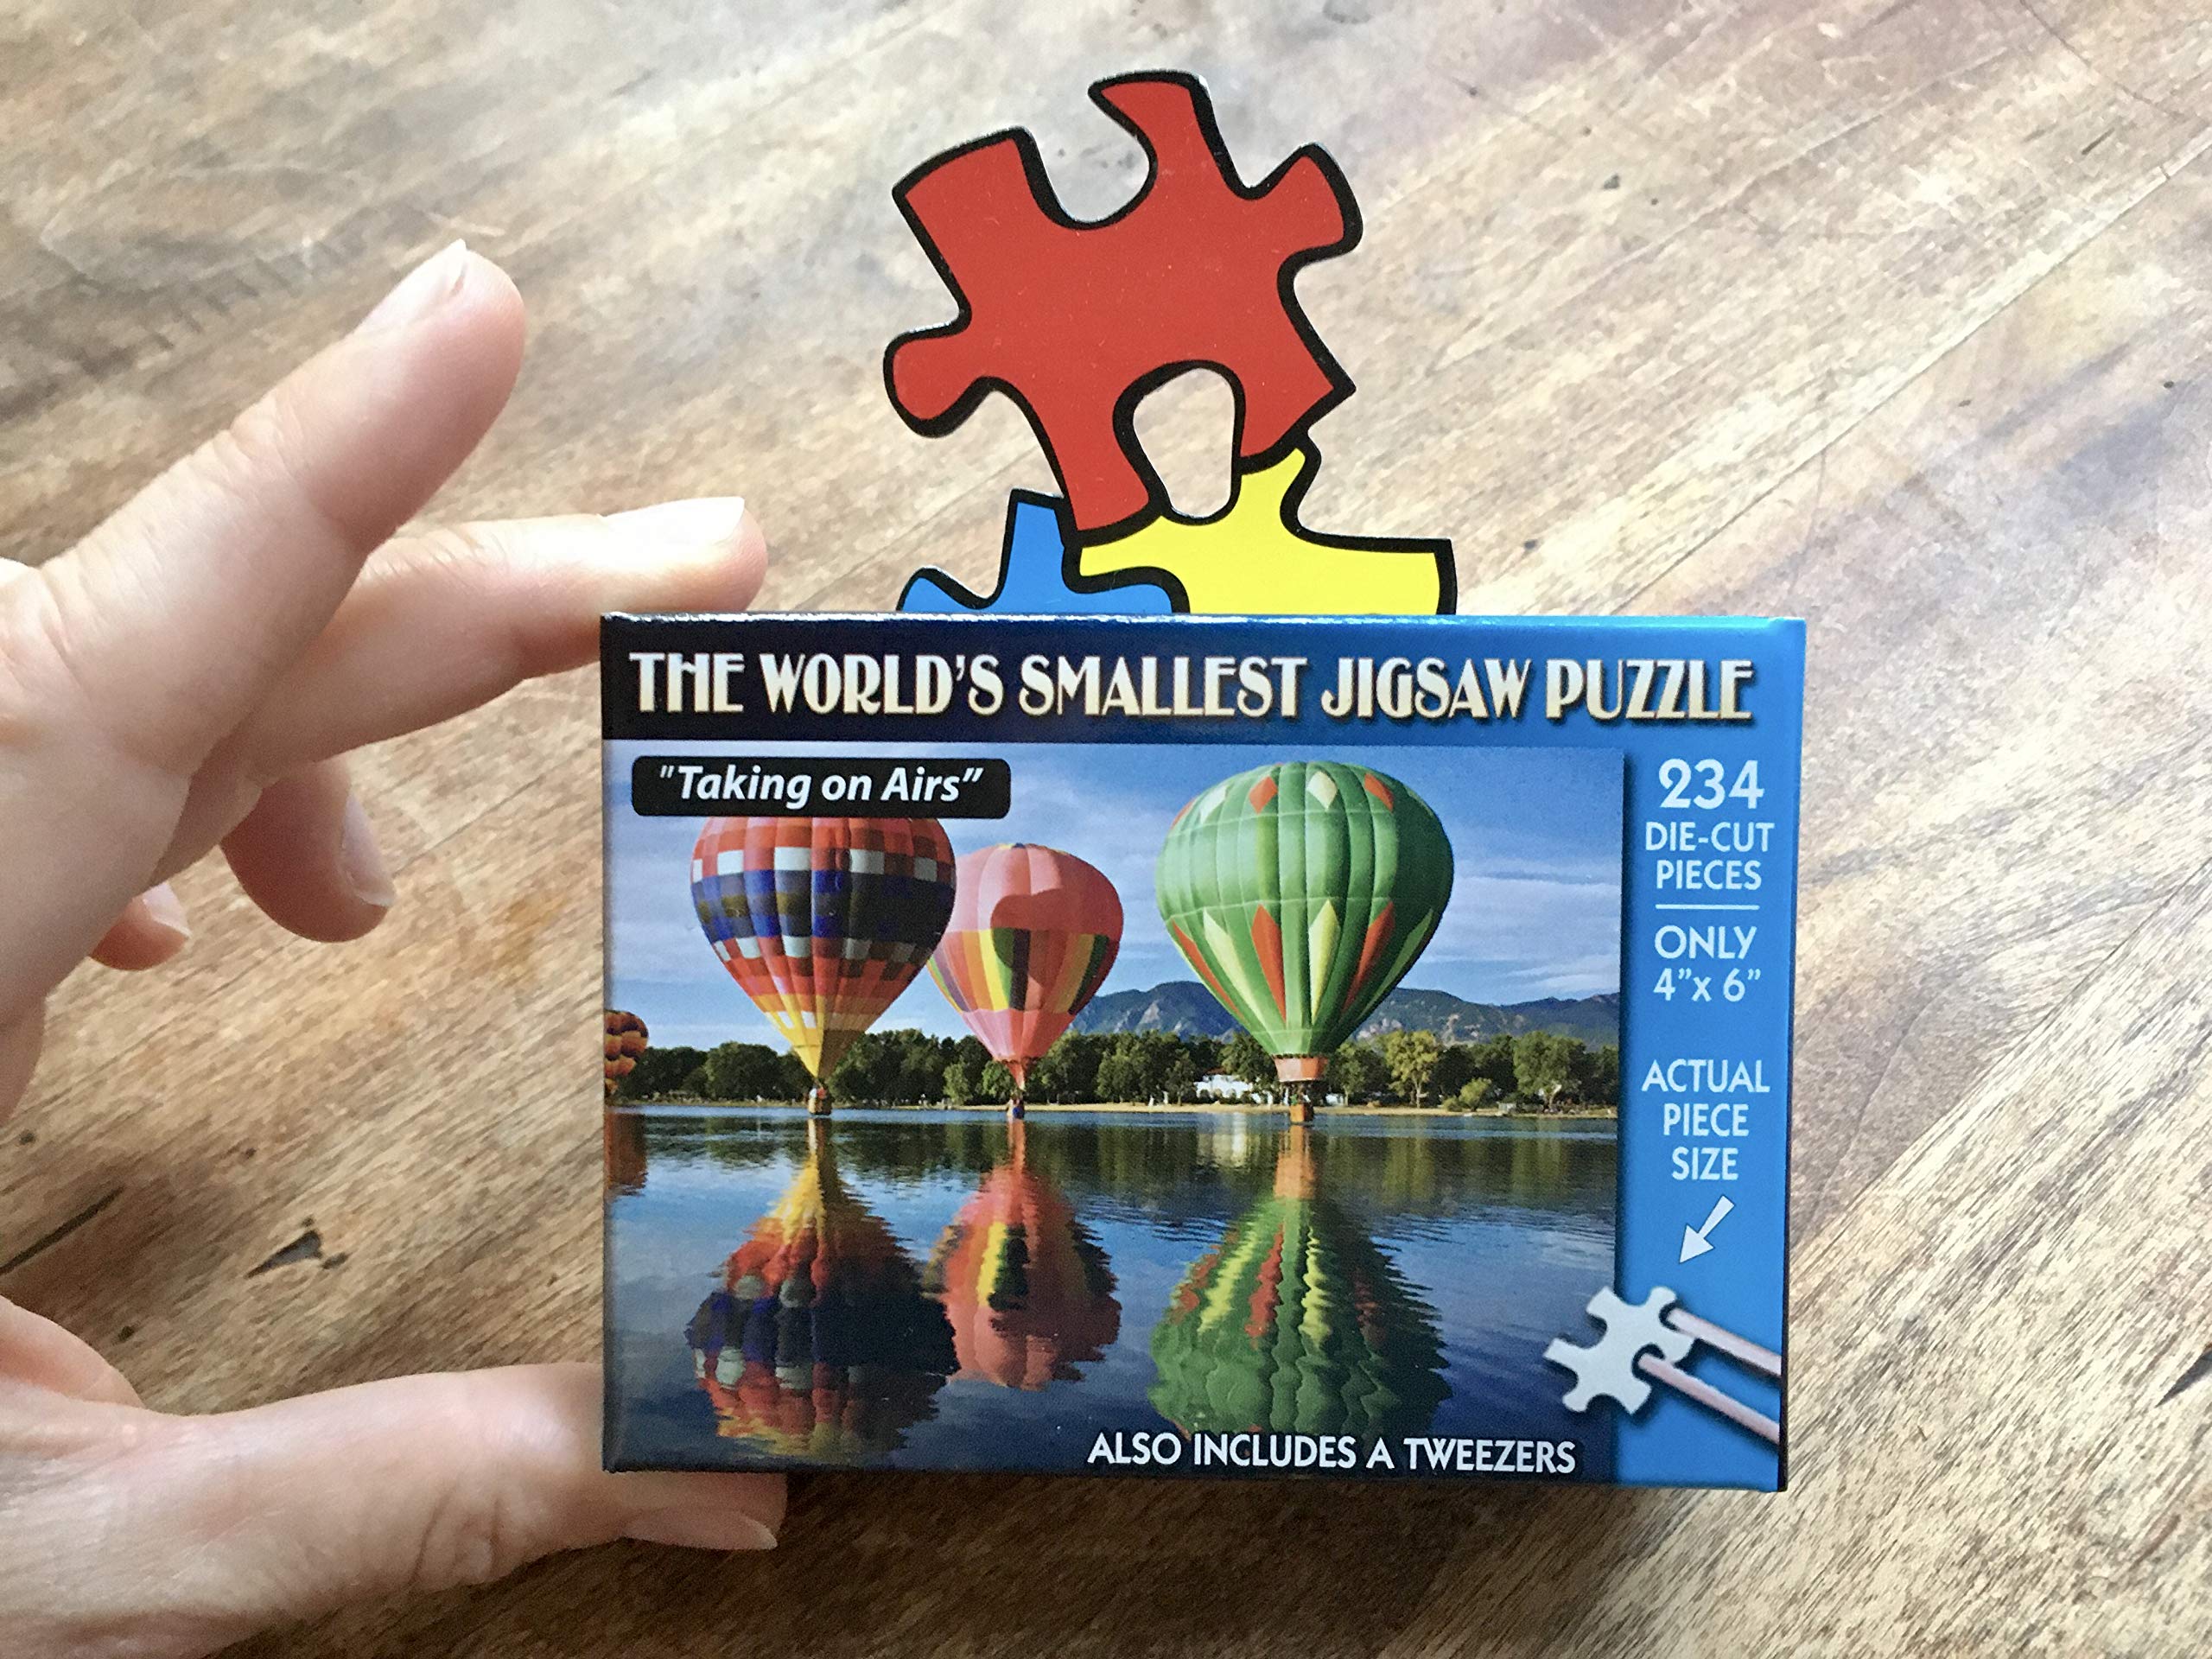 THE WORLD'S SMALLEST JIGSAW PUZZLE
"Taking on Airs"
234
DIE-CUT
PIECES
ONLY
4"x 6"
ACTUAL
PIECE
SIZE
ALSO INCLUDES A TWEEZERS